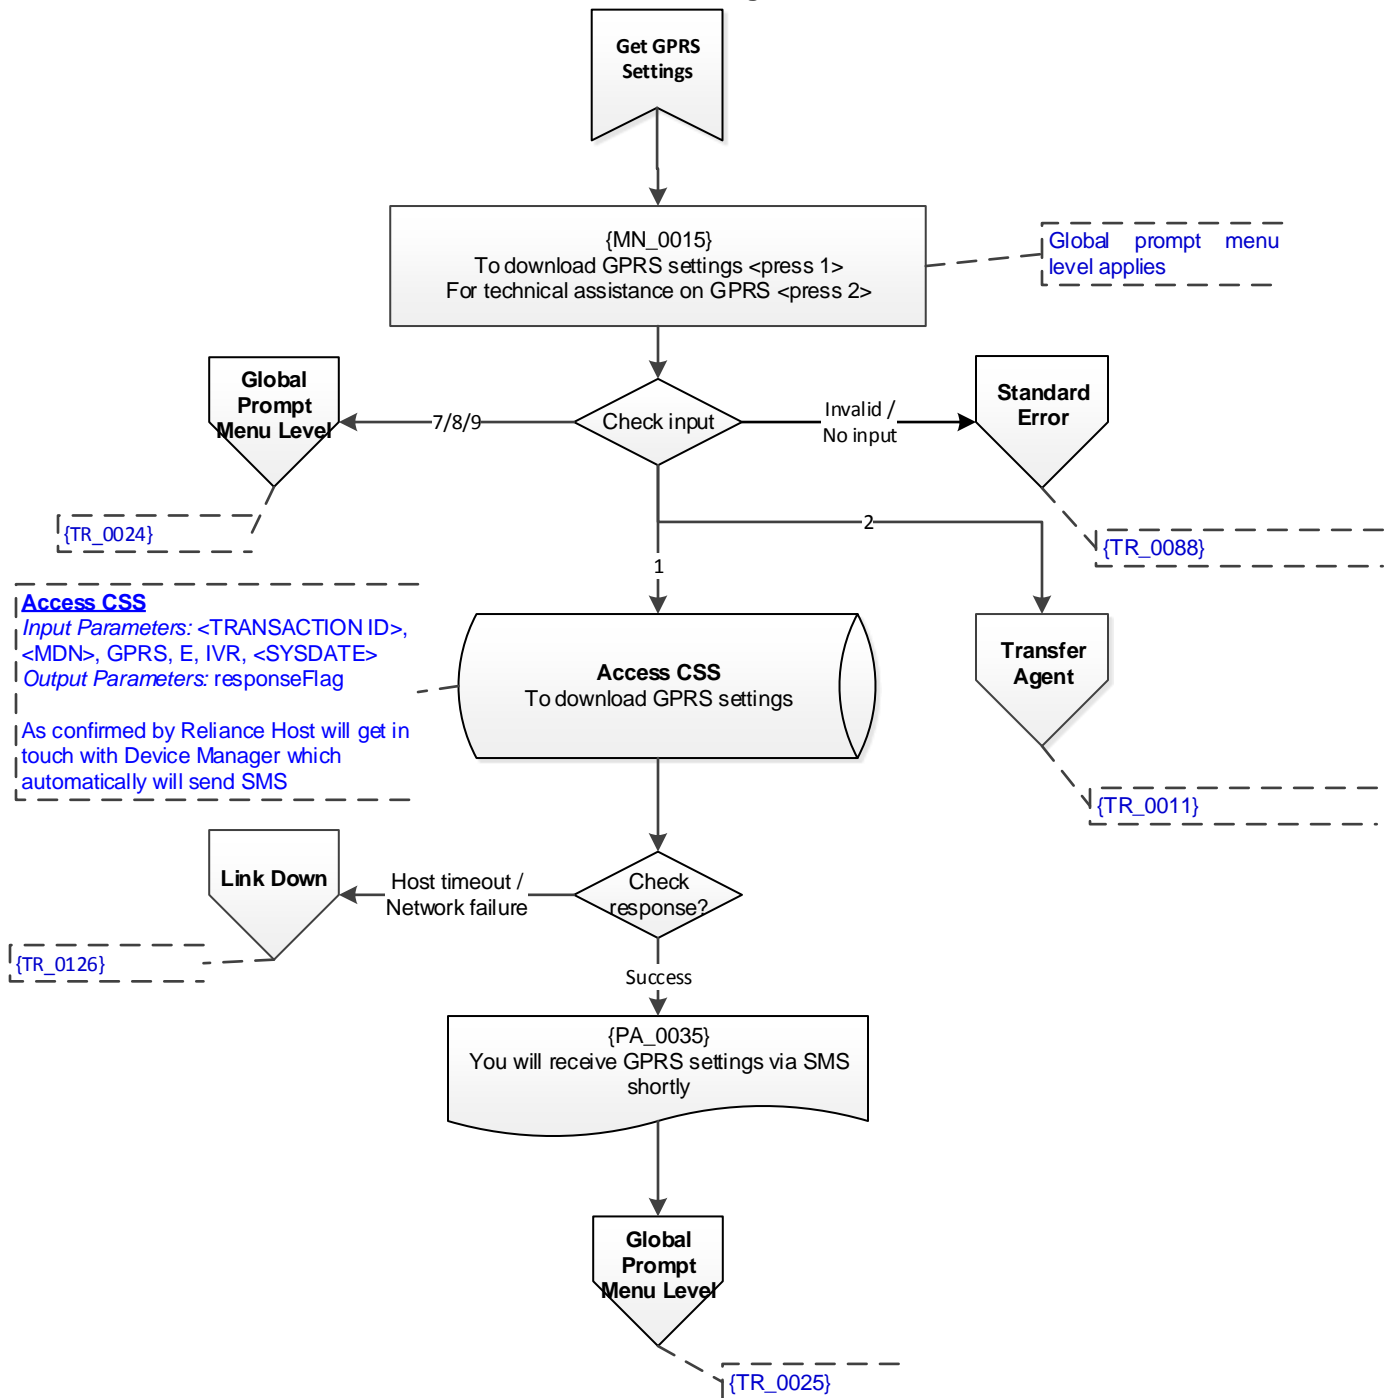 Get GPRS
Settings
{MN_0015}
To download GPRS settings <press 1>
For technical assistance on GPRS <press 2>
Global prompt menu
level applies
Global
Prompt
Menu Level
7/8/9
Check input
Invalid /
No input
Standard
Error
{TR_0024}
2
{TR_0088}
1
Access CSS
Input Parameters: <TRANSACTION ID>,
<MDN>, GPRS, E, IVR, <SYSDATE>
Output Parameters: responseFlag
As confirmed by Reliance Host will get in
touch with Device Manager which
automatically will send SMS
Access CSS
To download GPRS settings
Transfer
Agent
{TR_0011}
Link Down
Host timeout /
Network failure
Check
response?
{TR_0126}
Success
{PA_0035}
You will receive GPRS settings via SMS
shortly
Global
Prompt
Menu Level
{TR_0025}